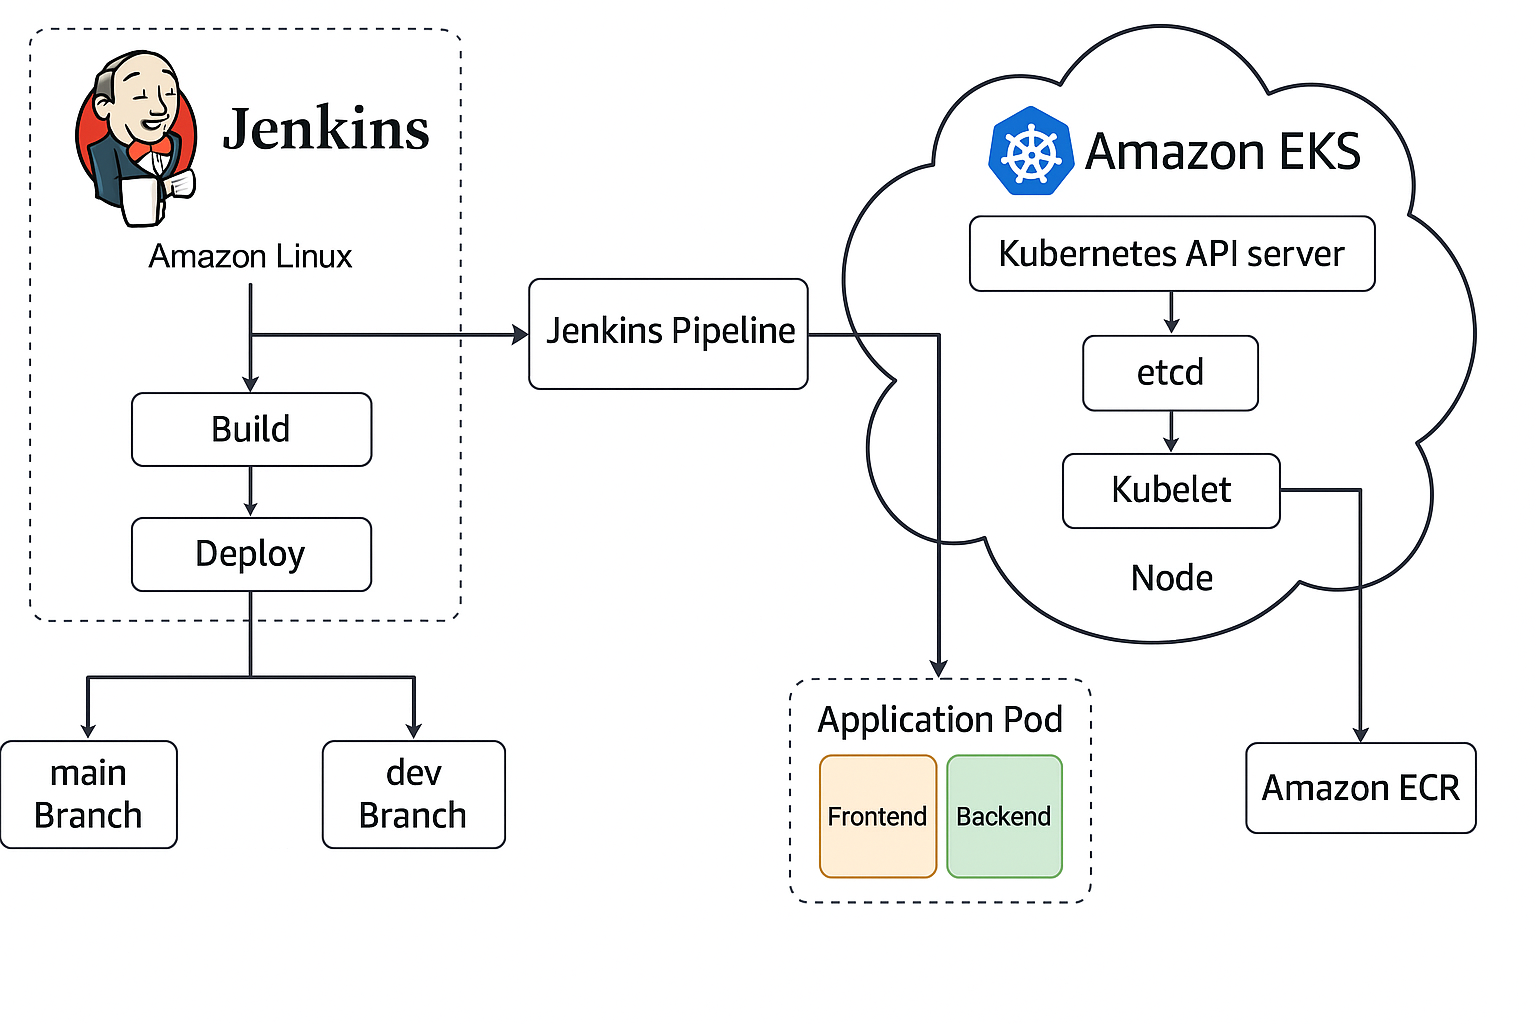 Jenkins
Amazon Linux
Build
Deploy
main
Branch
dev
Branch
Jenkins Pipeline
Amazon EKS
Kubernetes API server
etcd
Kubelet
Node
Application Pod
Frontend
Backend
Amazon ECR